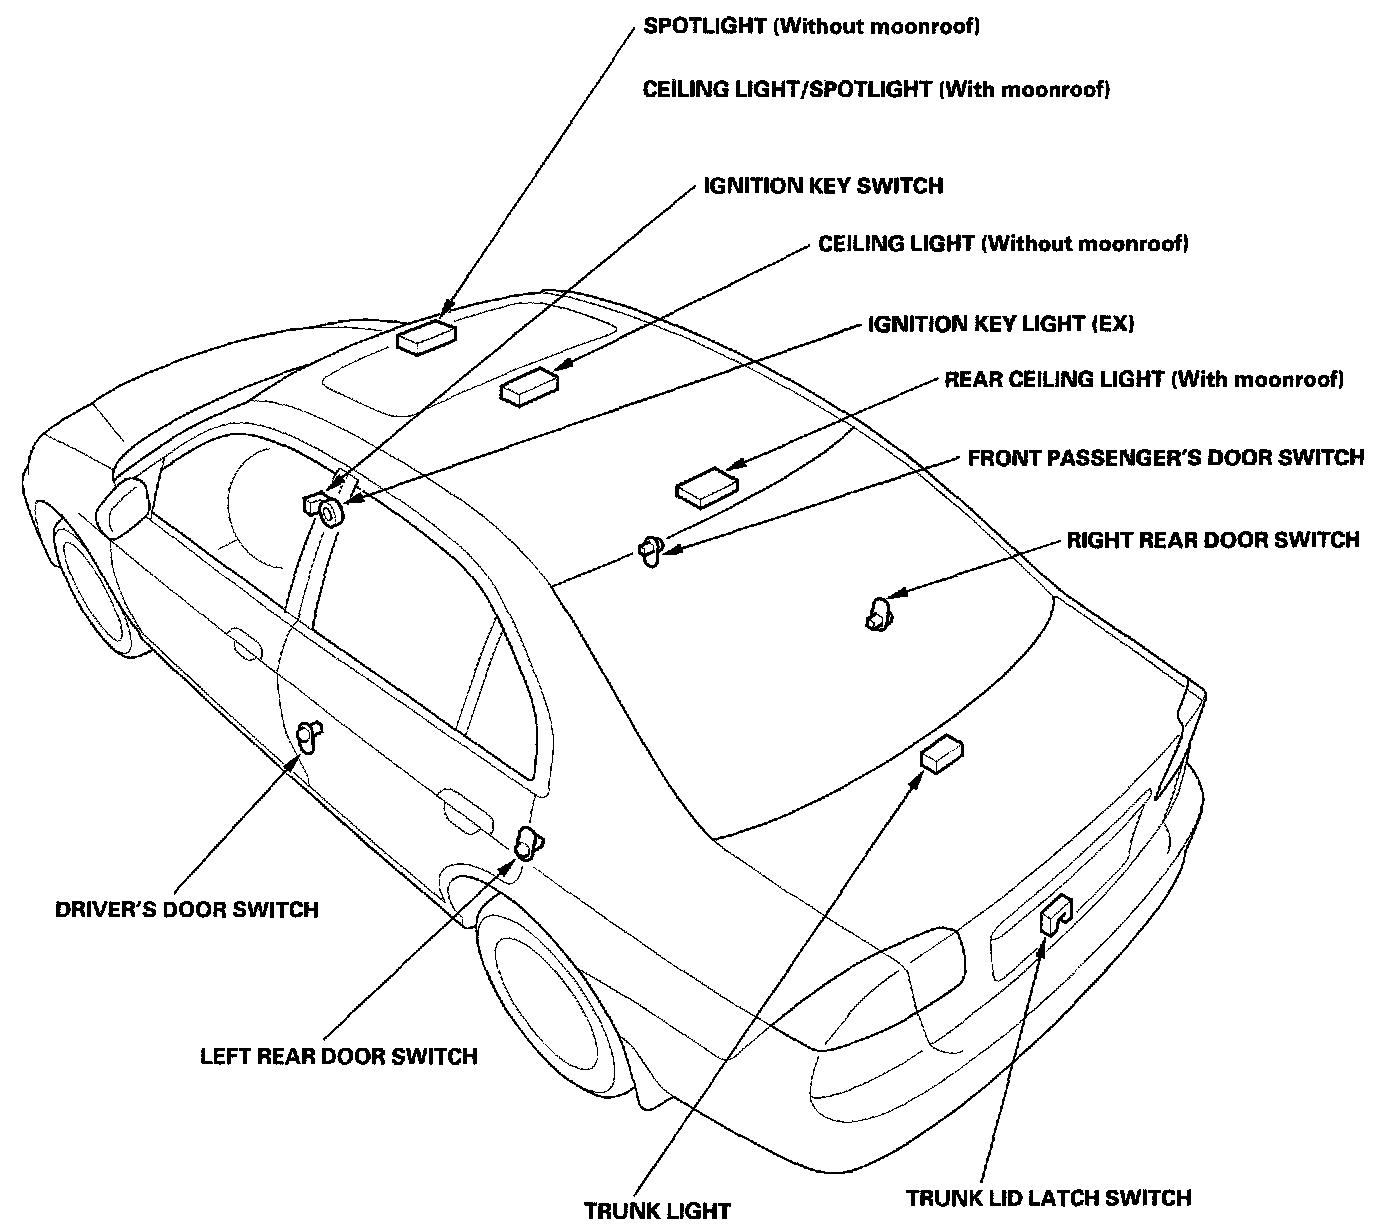 SPOTLIGHT (Without moonroof)
CEILING LIGHT/SPOTLIGHT (With moonroof)
IGNITION KEY SWITCH
CEILING LIGHT (Without moonroof)
IGNITION KEY LIGHT (EX)
REAR CEILING LIGHT (With moonroof)
FRONT PASSENGER'S DOOR SWITCH
RIGHT REAR DOOR SWITCH
DRIVER'S DOOR SWITCH
LEFT REAR DOOR SWITCH
TRUNK LID LATCH SWITCH
TRUNK LIGHT